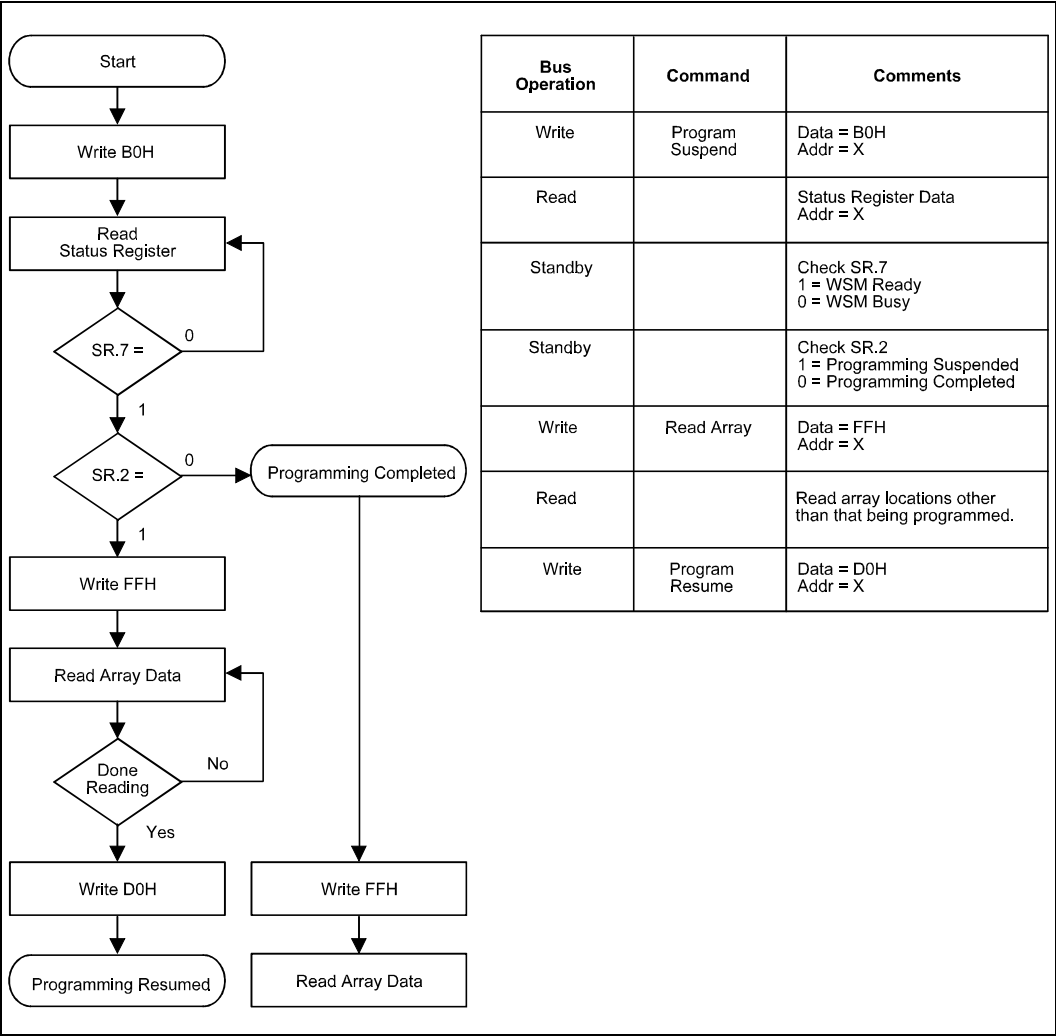 Start
Write B0H
Read
Status Register
SR.7 =
0
1
SR.2 =
0
Programming Completed
1
Write FFH
Read Array Data
Done
Reading
No
Yes
Write D0H
Write FFH
Programming Resumed
Read Array Data
Bus
Operation
Command
Comments
Write
Program
Suspend
Data = B0H
Addr = X
Read
Status Register Data
Addr = X
Standby
Check SR.7
1 = WSM Ready
0 = WSM Busy
Standby
Check SR.2
1 = Programming Suspended
0 = Programming Completed
Write
Read Array
Data = FFH
Addr = X
Read
Read array locations other
than that being programmed.
Write
Program
Resume
Data = D0H
Addr = X